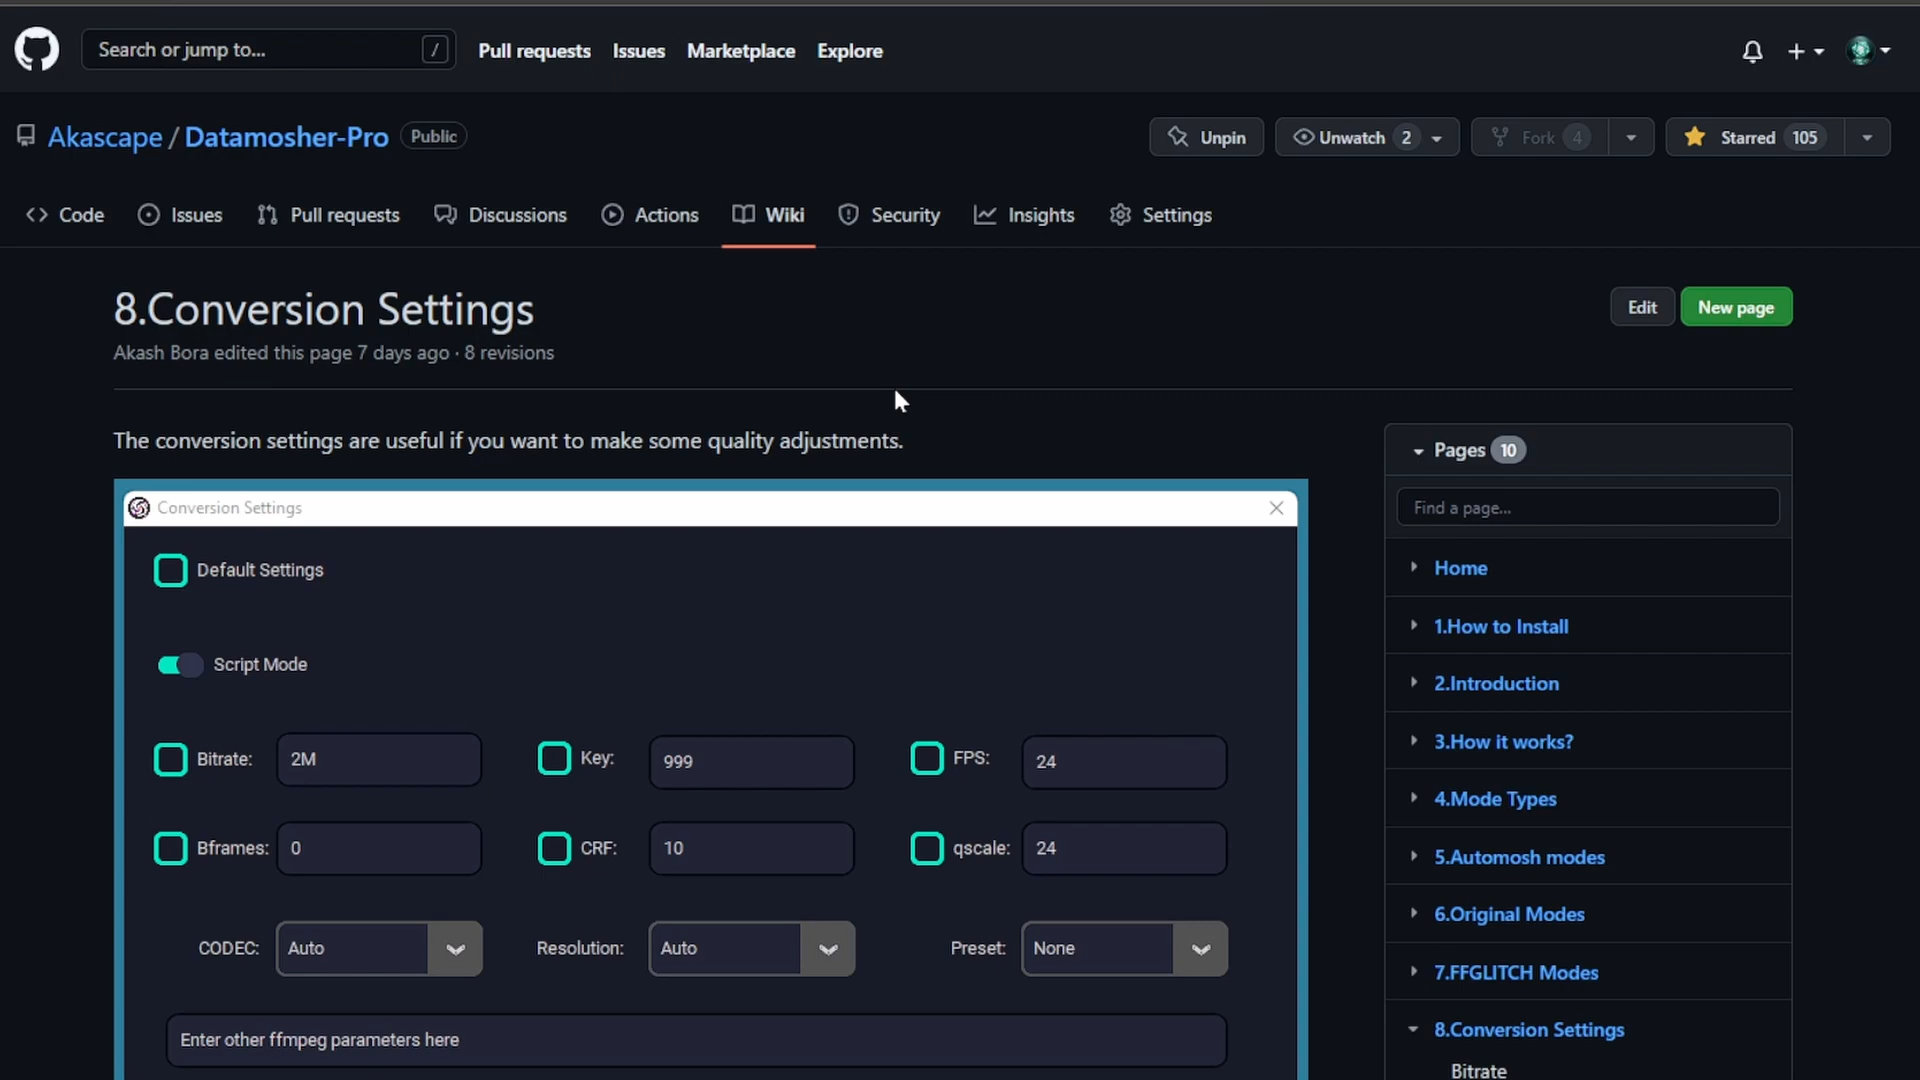 Search or jump to... /
Pull requests Issues Marketplace Explore
Akascape / Datamosher-Pro Public
Unpin Unwatch 2 Fork 4 Starred 105
Code Issues Pull requests Discussions Actions Wiki Security Insights Settings
8.Conversion Settings
Edit New page
Akash Bora edited this page 7 days ago · 8 revisions
The conversion settings are useful if you want to make some quality adjustments.
Conversion Settings
Default Settings
Script Mode
Bitrate: 2M Key: 999 FPS: 24
Bframes: 0 CRF: 10 qscale: 24
CODEC: Auto Resolution: Auto Preset: None
Enter other ffmpeg parameters here
Pages 10
Find a page...
Home
1.How to Install
2.Introduction
3.How it works?
4.Mode Types
5.Automosh modes
6.Original Modes
7.FFGLITCH Modes
8.Conversion Settings
Bitrate